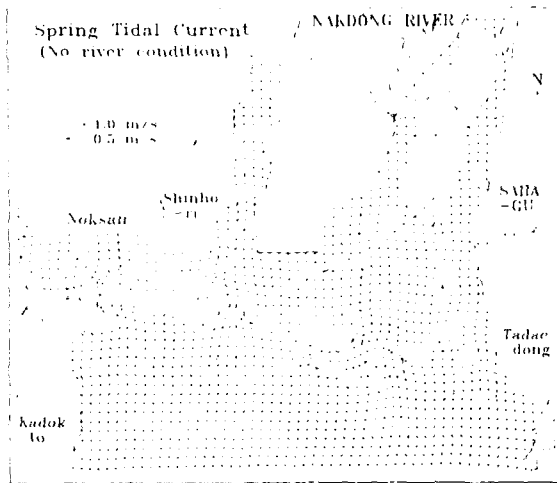 NAKDONG RIVER
Spring Tidal Current
(No river condition)
N
1.0 m/s
0.5 m/s
SAHA
-GU
Shinho
-ri
Noksan
Tadae
dong
Kadok
to